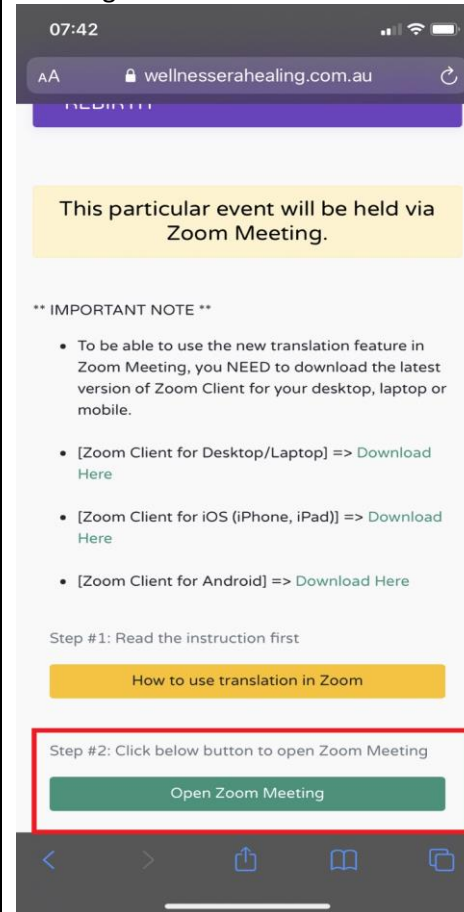 07:42
AA wellnesserahealing.com.au
REBIRTH
This particular event will be held via
Zoom Meeting.
** IMPORTANT NOTE **
• To be able to use the new translation feature in
Zoom Meeting, you NEED to download the latest
version of Zoom Client for your desktop, laptop or
mobile.
• [Zoom Client for Desktop/Laptop] => Download
Here
• [Zoom Client for iOS (iPhone, iPad)] => Download
Here
• [Zoom Client for Android] => Download Here
Step #1: Read the instruction first
How to use translation in Zoom
Step #2: Click below button to open Zoom Meeting
Open Zoom Meeting